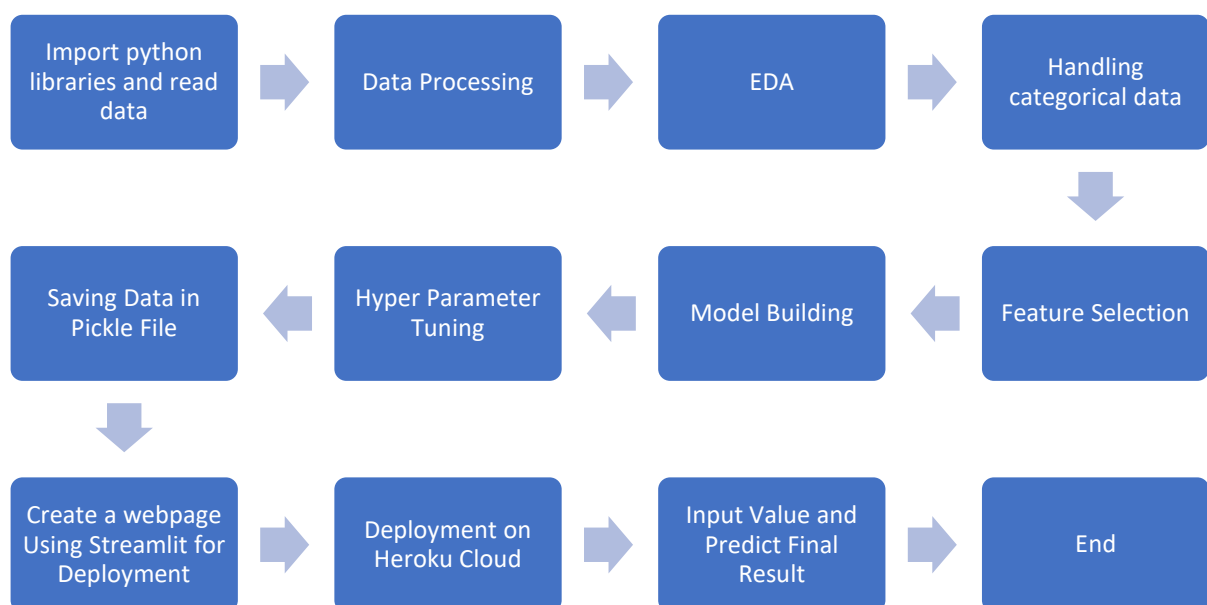 Import python
libraries and read
data
Data Processing
EDA
Handling
categorical data
Feature Selection
Model Building
Hyper Parameter
Tuning
Saving Data in
Pickle File
Create a webpage
Using Streamlit for
Deployment
Deployment on
Heroku Cloud
Input Value and
Predict Final
Result
End